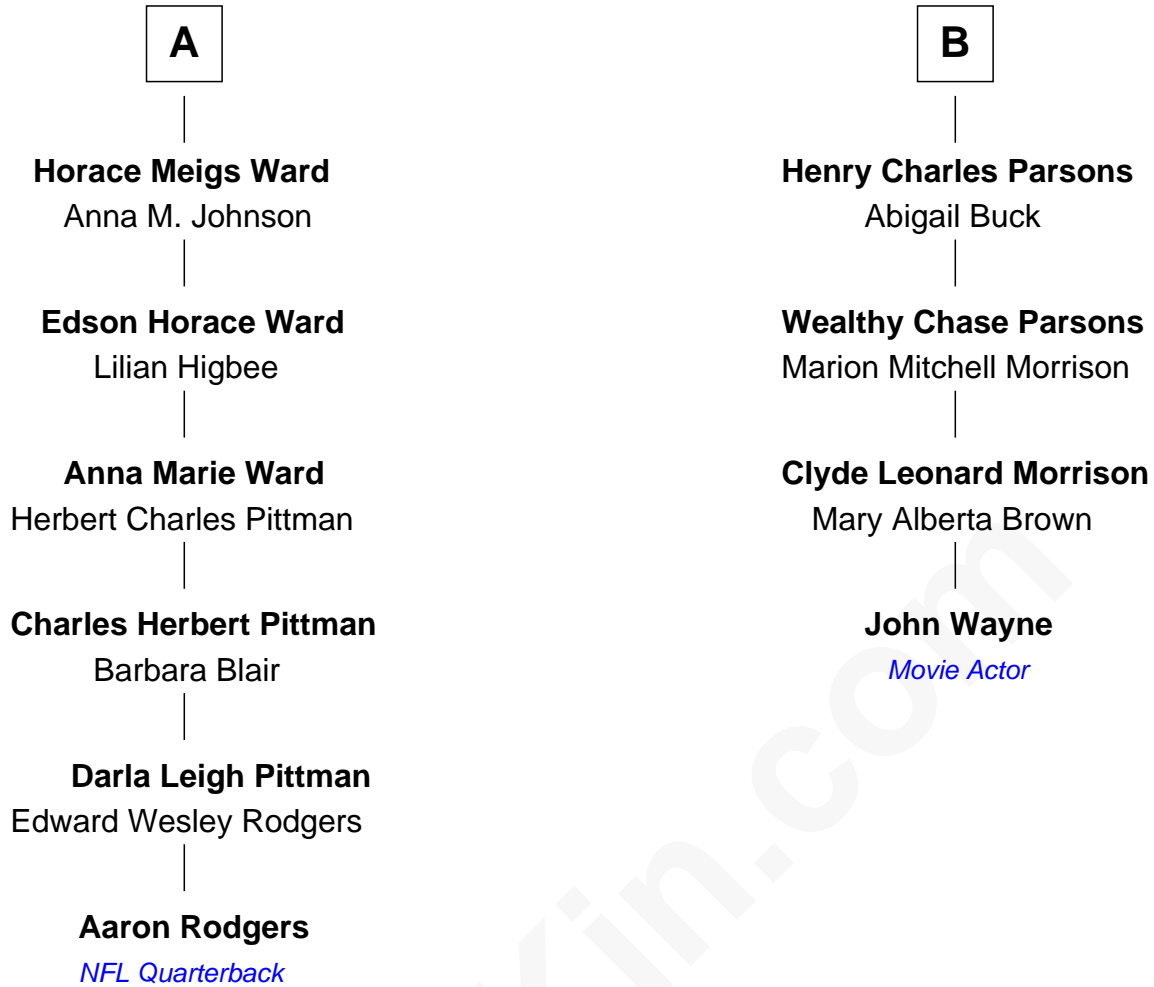 A
Horace Meigs Ward
Anna M. Johnson
Edson Horace Ward
Lilian Higbee
Anna Marie Ward
Herbert Charles Pittman
Charles Herbert Pittman
Barbara Blair
Darla Leigh Pittman
Edward Wesley Rodgers
Aaron Rodgers
NFL Quarterback
B
Henry Charles Parsons
Abigail Buck
Wealthy Chase Parsons
Marion Mitchell Morrison
Clyde Leonard Morrison
Mary Alberta Brown
John Wayne
Movie Actor
Kin.com